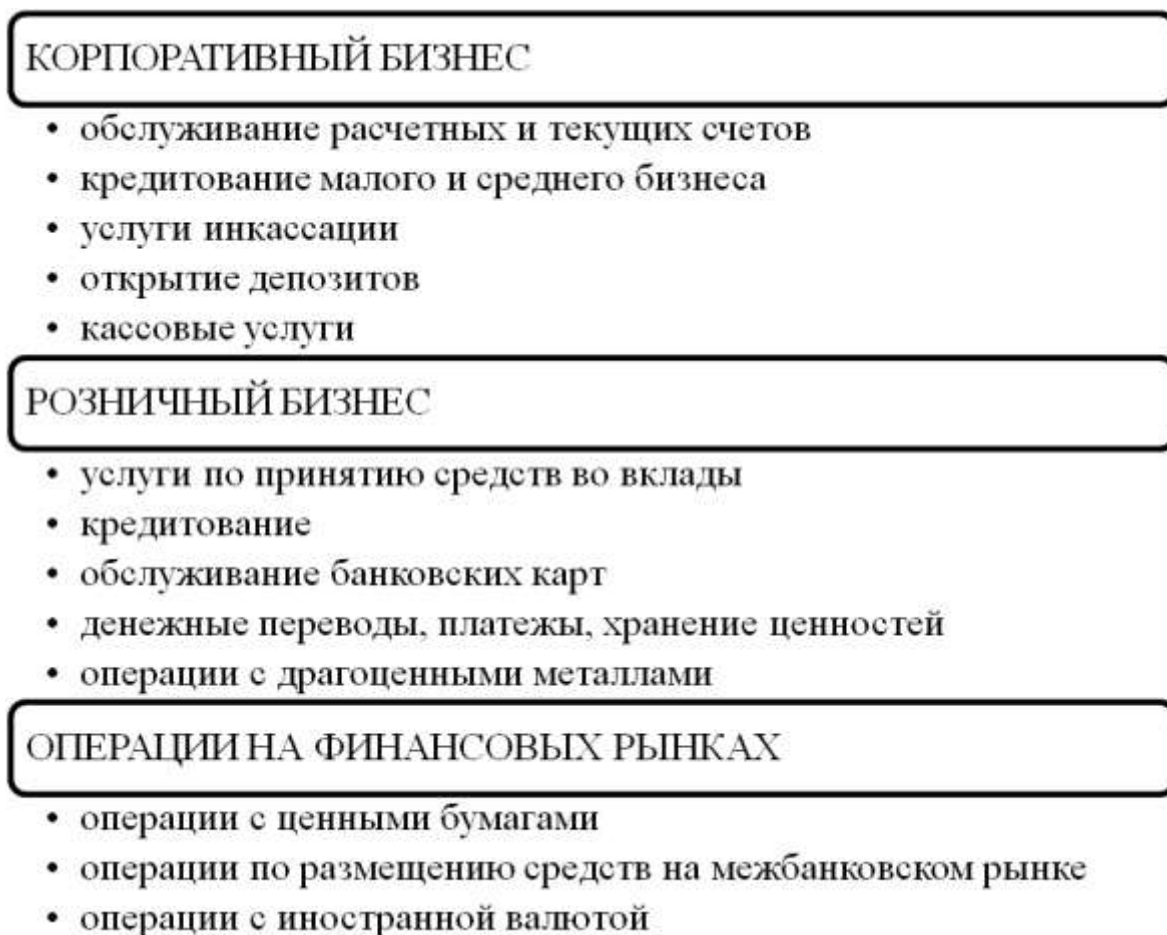 КОРПОРАТИВНЫЙ БИЗНЕС
• обслуживание расчетных и текущих счетов
• кредитование малого и среднего бизнеса
• услуги инкассации
• открытие депозитов
• кассовые услуги
РОЗНИЧНЫЙ БИЗНЕС
• услуги по принятию средств во вклады
• кредитование
• обслуживание банковских карт
• денежные переводы, платежы, хранение ценностей
• операции с драгоценными металлами
ОПЕРАЦИИ НА ФИНАНСОВЫХ РЫНКАХ
• операции с ценными бумагами
• операции по размещению средств на межбанковском рынке
• операции с иностранной валютой